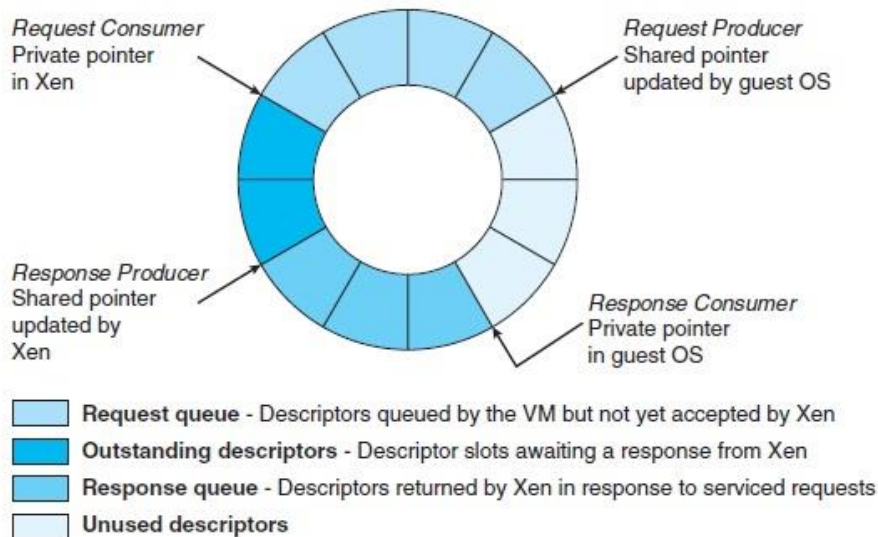 Request Consumer
Private pointer
in Xen
Request Producer
Shared pointer
updated by guest OS
Response Producer
Shared pointer
updated by
Xen
Response Consumer
Private pointer
in guest OS
Request queue - Descriptors queued by the VM but not yet accepted by Xen
Outstanding descriptors - Descriptor slots awaiting a response from Xen
Response queue - Descriptors returned by Xen in response to serviced requests
Unused descriptors